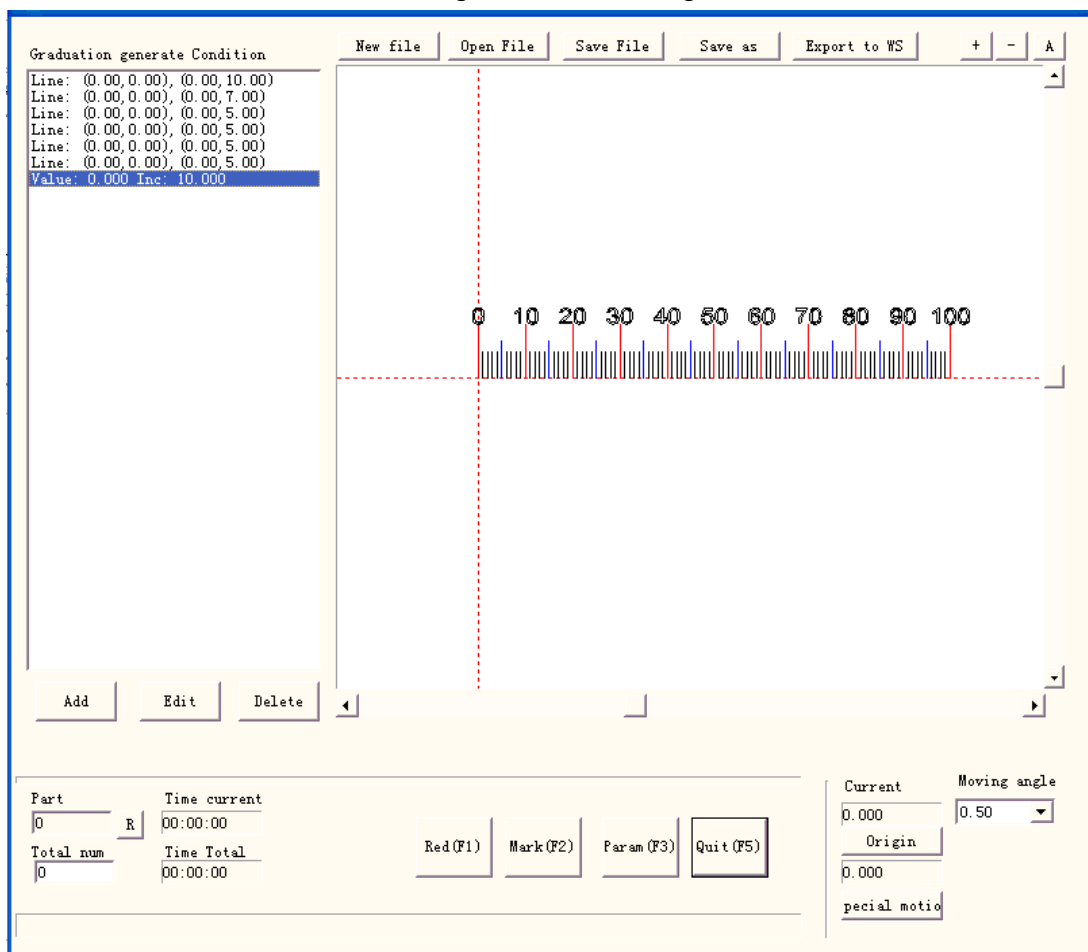 Graduation generate Condition
New file
Open File
Save File
Save as
Export to WS
+
-
A
Line: (0.00,0.00), (0.00,10.00)
Line: (0.00,0.00), (0.00,7.00)
Line: (0.00,0.00), (0.00,5.00)
Line: (0.00,0.00), (0.00,5.00)
Line: (0.00,0.00), (0.00,5.00)
Line: (0.00,0.00), (0.00,5.00)
Value: 0.000 Inc: 10.000
0 10 20 30 40 50 60 70 80 90 100
Add
Edit
Delete
Part
0
R
Time current
00:00:00
Total num
0
Time Total
00:00:00
Red(F1)
Mark(F2)
Param(F3)
Quit(F5)
Current
0.000
Origin
0.000
pecial motio
Moving angle
0.50